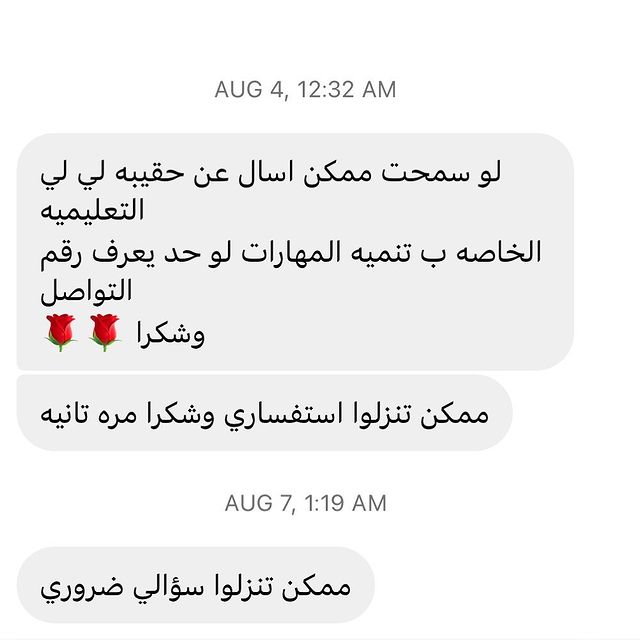 AUG 4, 12:32 AM
لو سمحت ممكن اسال عن حقيبه لي لي
التعليميه
الخاصه ب تنميه المهارات لو حد يعرف رقم
التواصل
وشكرا 🌹🌹
ممكن تنزلوا استفساري وشكرا مره تانيه
AUG 7, 1:19 AM
ممكن تنزلوا سؤالي ضروري